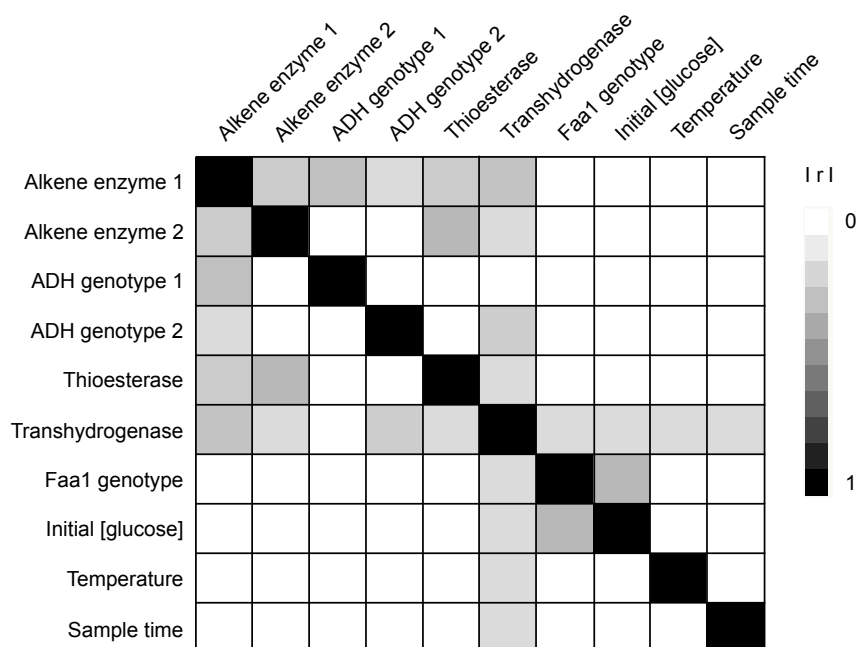 Alkene enzyme 1
Alkene enzyme 2
ADH genotype 1
ADH genotype 2
Thioesterase
Transhydrogenase
Faa1 genotype
Initial [glucose]
Temperature
Sample time
Alkene enzyme 1
Alkene enzyme 2
ADH genotype 1
ADH genotype 2
Thioesterase
Transhydrogenase
Faa1 genotype
Initial [glucose]
Temperature
Sample time
I r I
0
1